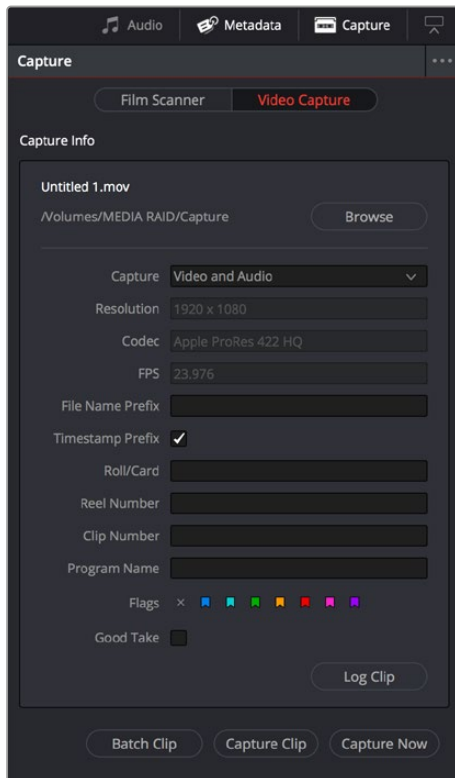 Audio Metadata Capture
Capture
Film Scanner Video Capture
Capture Info
Untitled 1.mov
/Volumes/MEDIA RAID/Capture Browse
Capture Video and Audio
Resolution 1920 x 1080
Codec Apple ProRes 422 HQ
FPS 23.976
File Name Prefix
Timestamp Prefix
Roll/Card
Reel Number
Clip Number
Program Name
Flags
Good Take
Log Clip
Batch Clip Capture Clip Capture Now